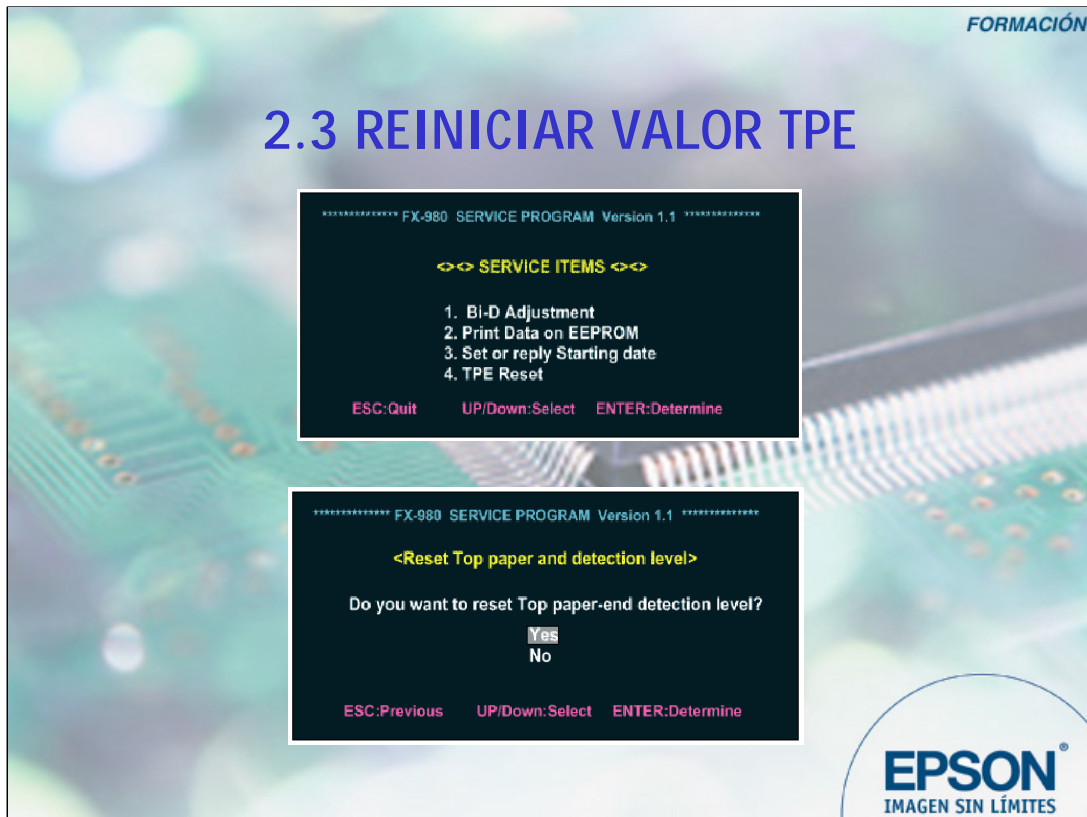 FORMACIÓN
2.3 REINICIAR VALOR TPE
************** FX-980 SERVICE PROGRAM Version 1.1 **************
<><> SERVICE ITEMS <><>
1. Bi-D Adjustment
2. Print Data on EEPROM
3. Set or reply Starting date
4. TPE Reset
ESC:Quit UP/Down:Select ENTER:Determine
************** FX-980 SERVICE PROGRAM Version 1.1 **************
<Reset Top paper and detection level>
Do you want to reset Top paper-end detection level?
Yes
No
ESC:Previous UP/Down:Select ENTER:Determine
EPSON®
IMAGEN SIN LÍMITES